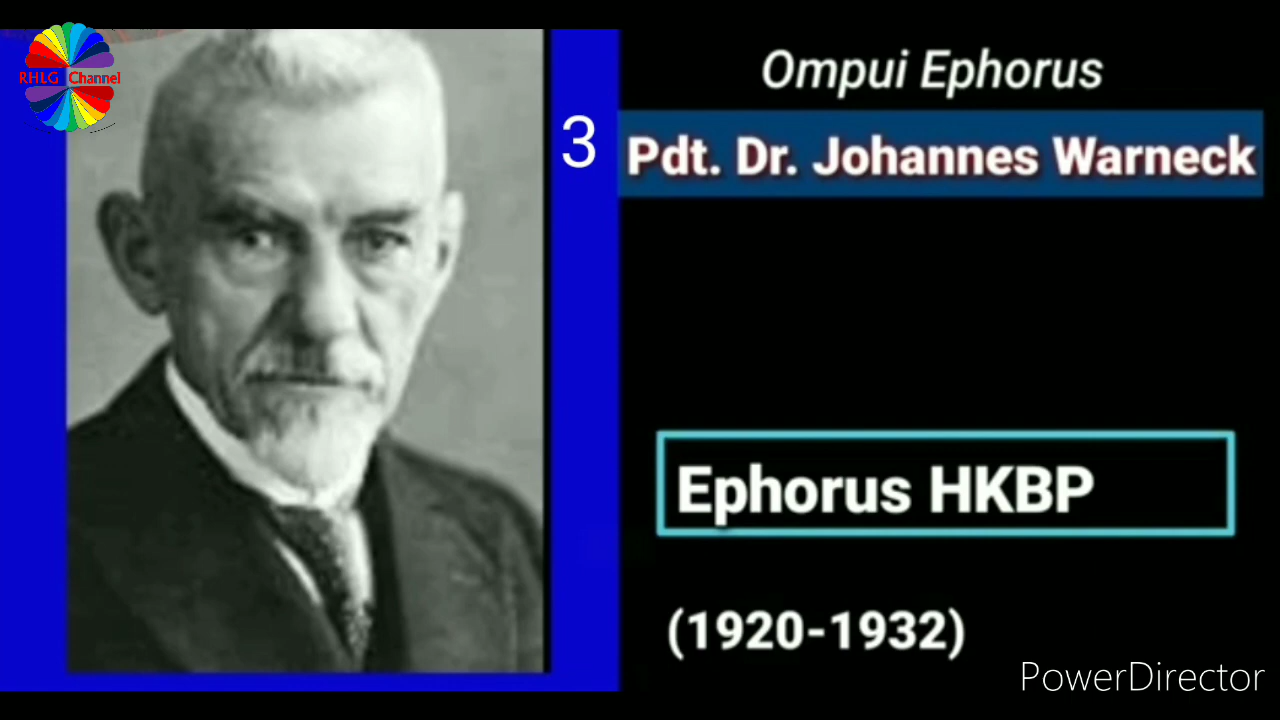 RHLG Channel
3
Ompui Ephorus
Pdt. Dr. Johannes Warneck
Ephorus HKBP
(1920-1932)
PowerDirector